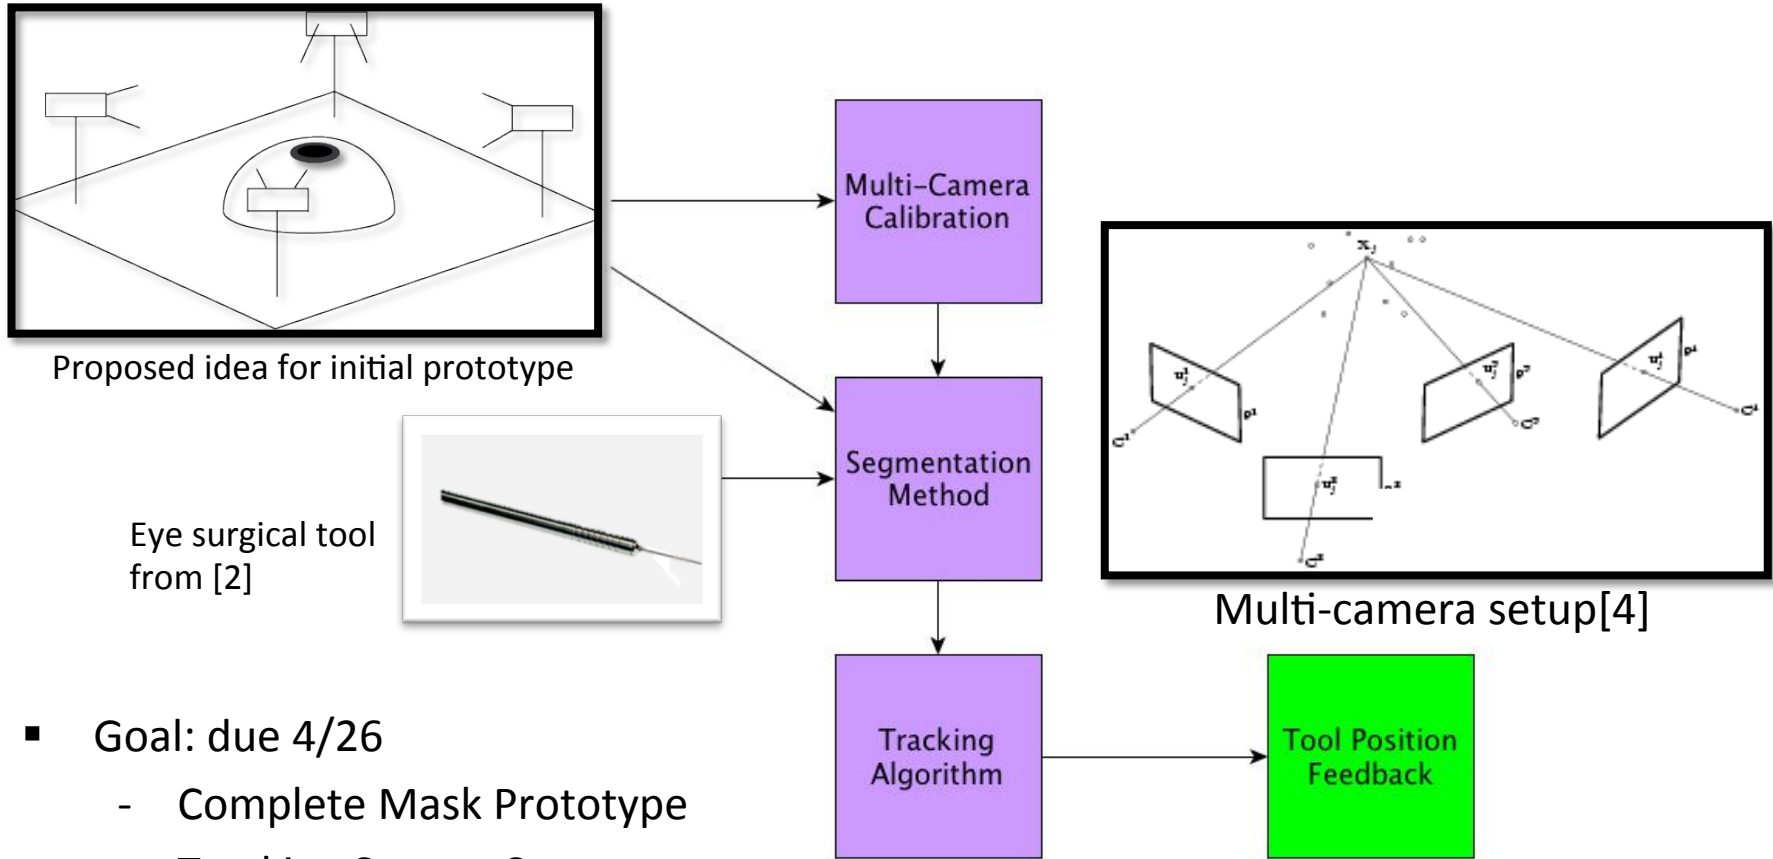 Proposed idea for initial prototype
Multi-Camera
Calibration
Segmentation
Method
Eye surgical tool
from [2]
Multi-camera setup[4]
Tracking
Algorithm
Tool Position
Feedback
▪ Goal: due 4/26
- Complete Mask Prototype